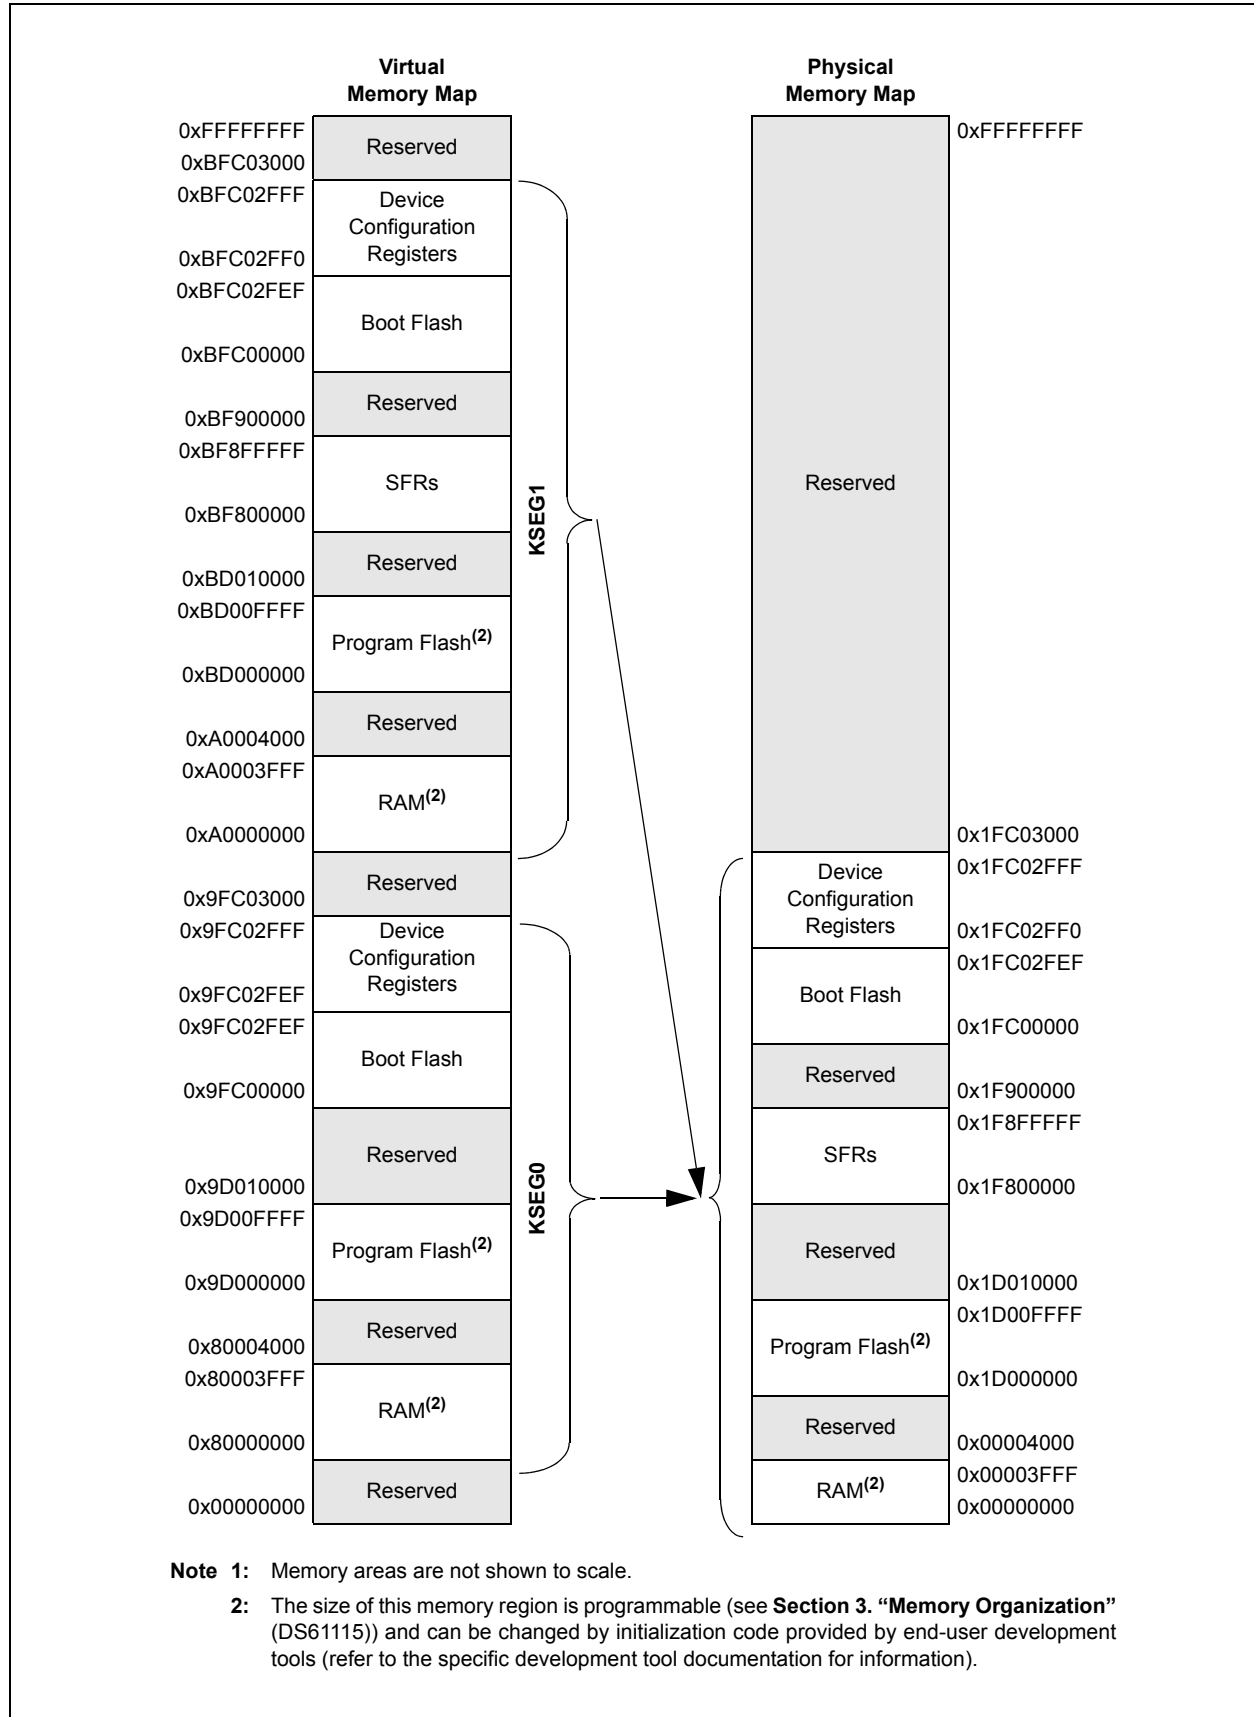 Virtual
Memory Map
0xFFFFFFFF
Reserved
0xBFC03000
0xBFC02FFF
Device
Configuration
Registers
0xBFC02FF0
0xBFC02FEF
Boot Flash
0xBFC00000
Reserved
0xBF900000
0xBF8FFFFF
SFRs
0xBF800000
Reserved
0xBD010000
0xBD00FFFF
Program Flash(2)
0xBD000000
Reserved
0xA0004000
0xA0003FFF
RAM(2)
0xA0000000
KSEG1
Reserved
0x9FC03000
0x9FC02FFF
Device
Configuration
Registers
0x9FC02FEF
0x9FC02FEF
Boot Flash
0x9FC00000
Reserved
0x9D010000
0x9D00FFFF
Program Flash(2)
0x9D000000
Reserved
0x80004000
0x80003FFF
RAM(2)
0x80000000
KSEG0
Reserved
0x00000000
Physical
Memory Map
0xFFFFFFFF
Reserved
0x1FC03000
0x1FC02FFF
Device
Configuration
Registers
0x1FC02FF0
0x1FC02FEF
Boot Flash
0x1FC00000
Reserved
0x1F900000
0x1F8FFFFF
SFRs
0x1F800000
Reserved
0x1D010000
0x1D00FFFF
Program Flash(2)
0x1D000000
Reserved
0x00004000
0x00003FFF
RAM(2)
0x00000000
Note 1: Memory areas are not shown to scale.
2: The size of this memory region is programmable (see Section 3. “Memory Organization”
(DS61115)) and can be changed by initialization code provided by end-user development
tools (refer to the specific development tool documentation for information).